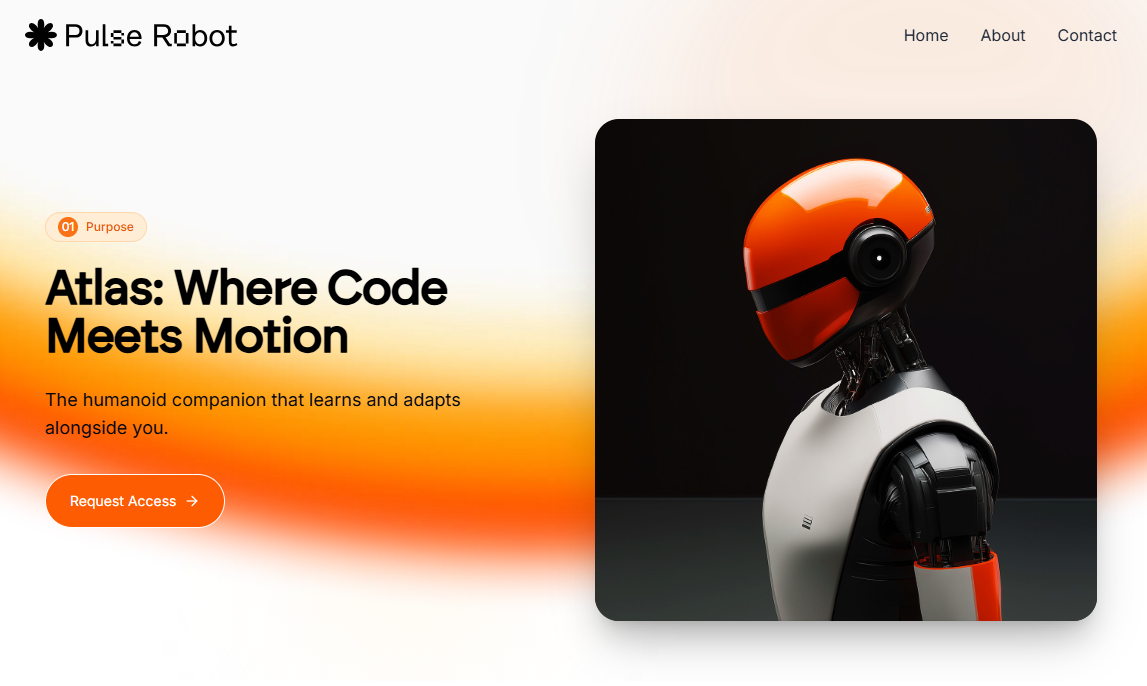 Pulse Robot
Home
About
Contact
01 Purpose
Atlas: Where Code
Meets Motion
The humanoid companion that learns and adapts
alongside you.
Request Access